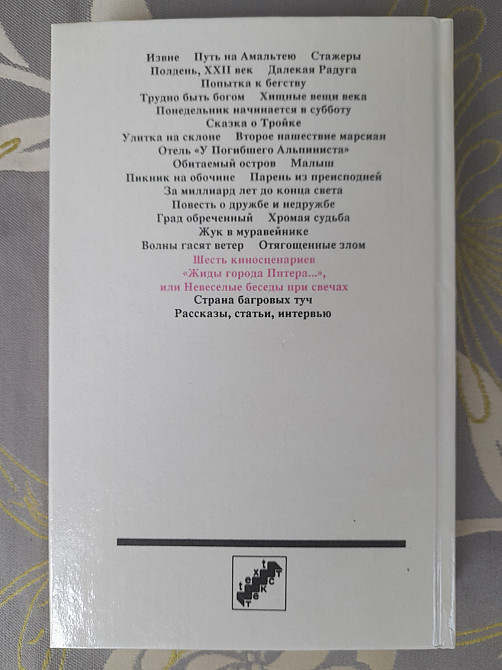 Извне Путь на Амальтею Стажеры
Полдень, XXII век Далекая Радуга
Попытка к бегству
Трудно быть богом Хищные вещи века
Понедельник начинается в субботу
Сказка о Тройке
Улитка на склоне Второе нашествие марсиан
Отель «У Погибшего Альпиниста»
Обитаемый остров Малыш
Пикник на обочине Парень из преисподней
За миллиард лет до конца света
Повесть о дружбе и недружбе
Град обреченный Хромая судьба
Жук в муравейнике
Волны гасят ветер Отягощенные злом
Шесть киносценариев
«Жиды города Питера...»,
или Невеселые беседы при свечах
Страна багровых туч
Рассказы, статьи, интервью
text
текст